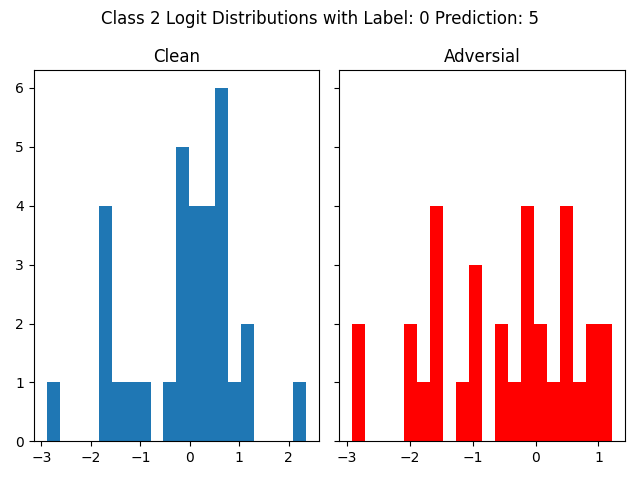 Class 2 Logit Distributions with Label: 0 Prediction: 5
Clean
Adversial
6
5
4
3
2
1
0
−3 −2 −1 0 1 2
−3 −2 −1 0 1